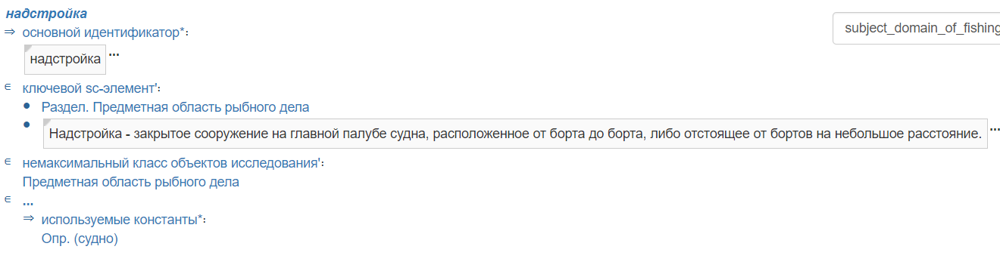 надстройка
⇒ основной идентификатор*:
subject_domain_of_fishing
надстройка ...
∈ ключевой sc-элемент':
• Раздел. Предметная область рыбного дела
• Надстройка - закрытое сооружение на главной палубе судна, расположенное от борта до борта, либо отстоящее от бортов на небольшое расстояние. ...
∈ немаксимальный класс объектов исследования':
Предметная область рыбного дела
∈ ...
⇒ используемые константы*:
Опр. (судно)